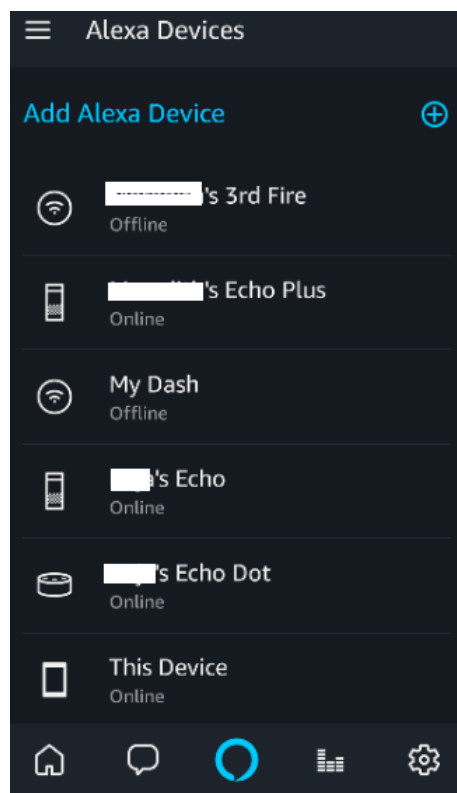 Alexa Devices
Add Alexa Device
's 3rd Fire
Offline
's Echo Plus
Online
My Dash
Offline
's Echo
Online
's Echo Dot
Online
This Device
Online